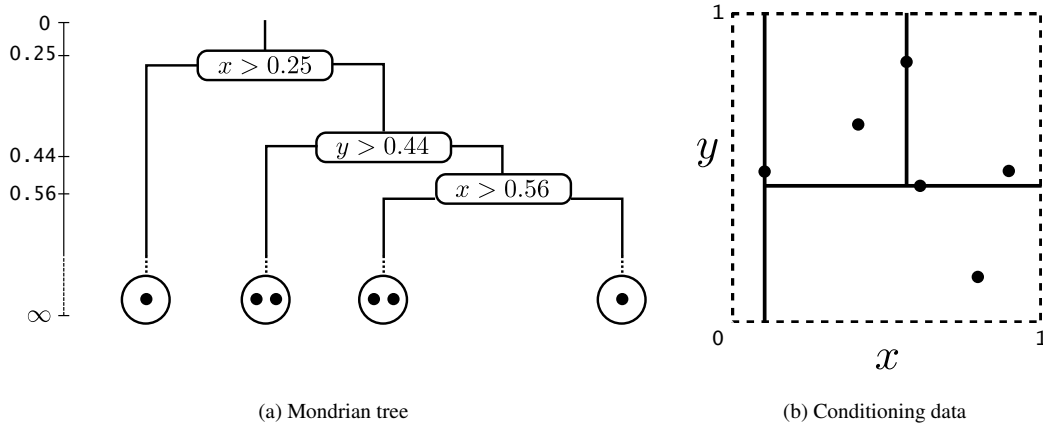 0
0.25
0.44
0.56
∞
x > 0.25
y > 0.44
x > 0.56
(a) Mondrian tree
1
y
0
1
x
(b) Conditioning data